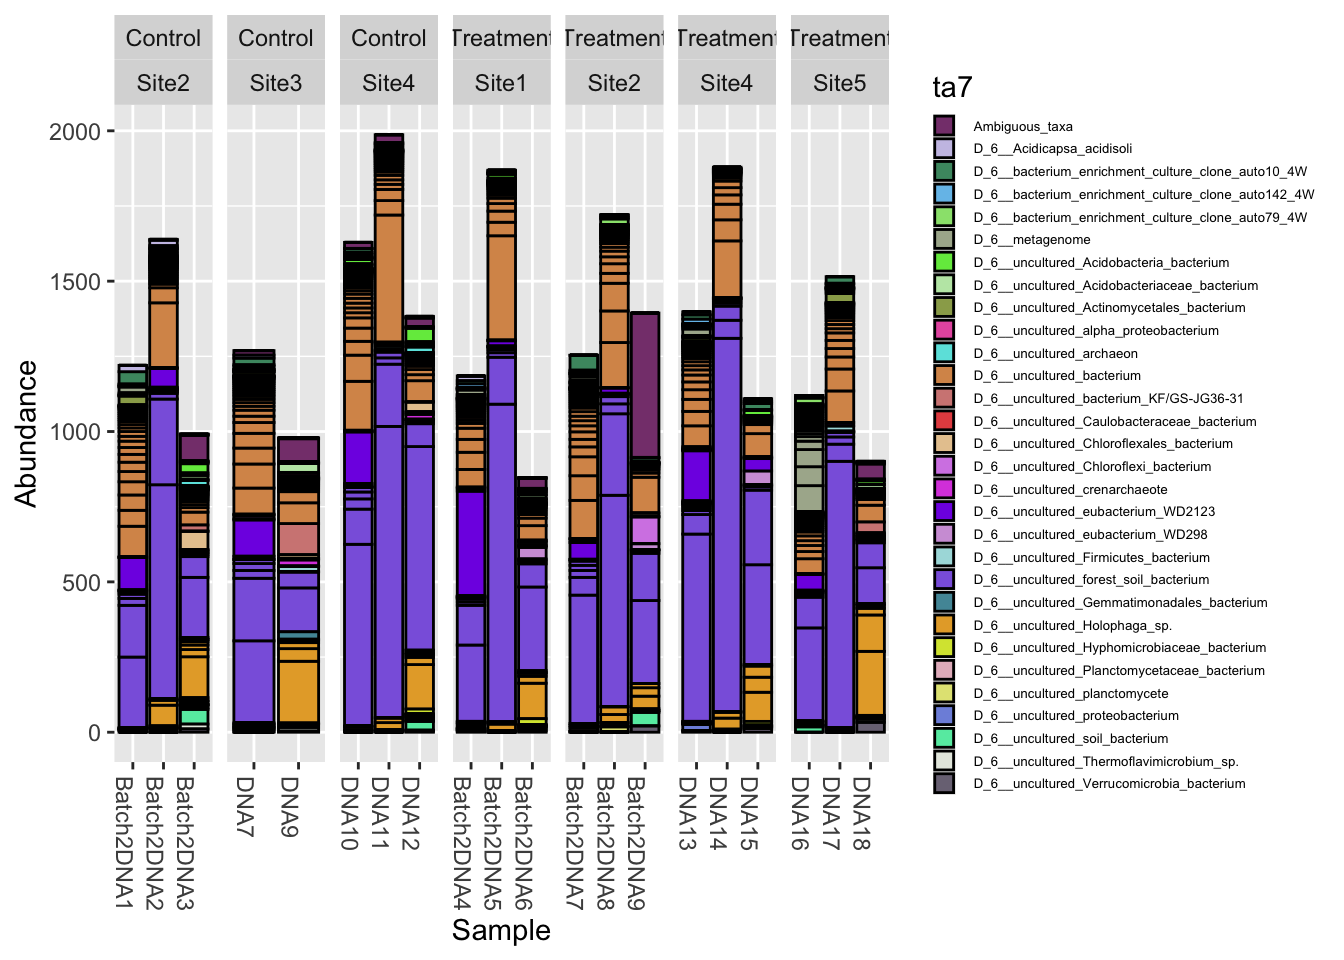 Control Control Control Treatment Treatment Treatment Treatment
Site2 Site3 Site4 Site1 Site2 Site4 Site5
Abundance
2000
1500
1000
500
0
Batch2DNA1
Batch2DNA2
Batch2DNA3
DNA7
DNA9
DNA10
DNA11
DNA12
Batch2DNA4
Batch2DNA5
Batch2DNA6
Batch2DNA7
Batch2DNA8
Batch2DNA9
DNA13
DNA14
DNA15
DNA16
DNA17
DNA18
Sample
ta7
Ambiguous_taxa
D_6__Acidicapsa_acidisoli
D_6__bacterium_enrichment_culture_clone_auto10_4W
D_6__bacterium_enrichment_culture_clone_auto142_4W
D_6__bacterium_enrichment_culture_clone_auto79_4W
D_6__metagenome
D_6__uncultured_Acidobacteria_bacterium
D_6__uncultured_Acidobacteriaceae_bacterium
D_6__uncultured_Actinomycetales_bacterium
D_6__uncultured_alpha_proteobacterium
D_6__uncultured_archaeon
D_6__uncultured_bacterium
D_6__uncultured_bacterium_KF/GS-JG36-31
D_6__uncultured_Caulobacteraceae_bacterium
D_6__uncultured_Chloroflexales_bacterium
D_6__uncultured_Chloroflexi_bacterium
D_6__uncultured_crenarchaeote
D_6__uncultured_eubacterium_WD2123
D_6__uncultured_eubacterium_WD298
D_6__uncultured_Firmicutes_bacterium
D_6__uncultured_forest_soil_bacterium
D_6__uncultured_Gemmatimonadales_bacterium
D_6__uncultured_Holophaga_sp.
D_6__uncultured_Hyphomicrobiaceae_bacterium
D_6__uncultured_Planctomycetaceae_bacterium
D_6__uncultured_planctomycete
D_6__uncultured_proteobacterium
D_6__uncultured_soil_bacterium
D_6__uncultured_Thermoflavimicrobium_sp.
D_6__uncultured_Verrucomicrobia_bacterium